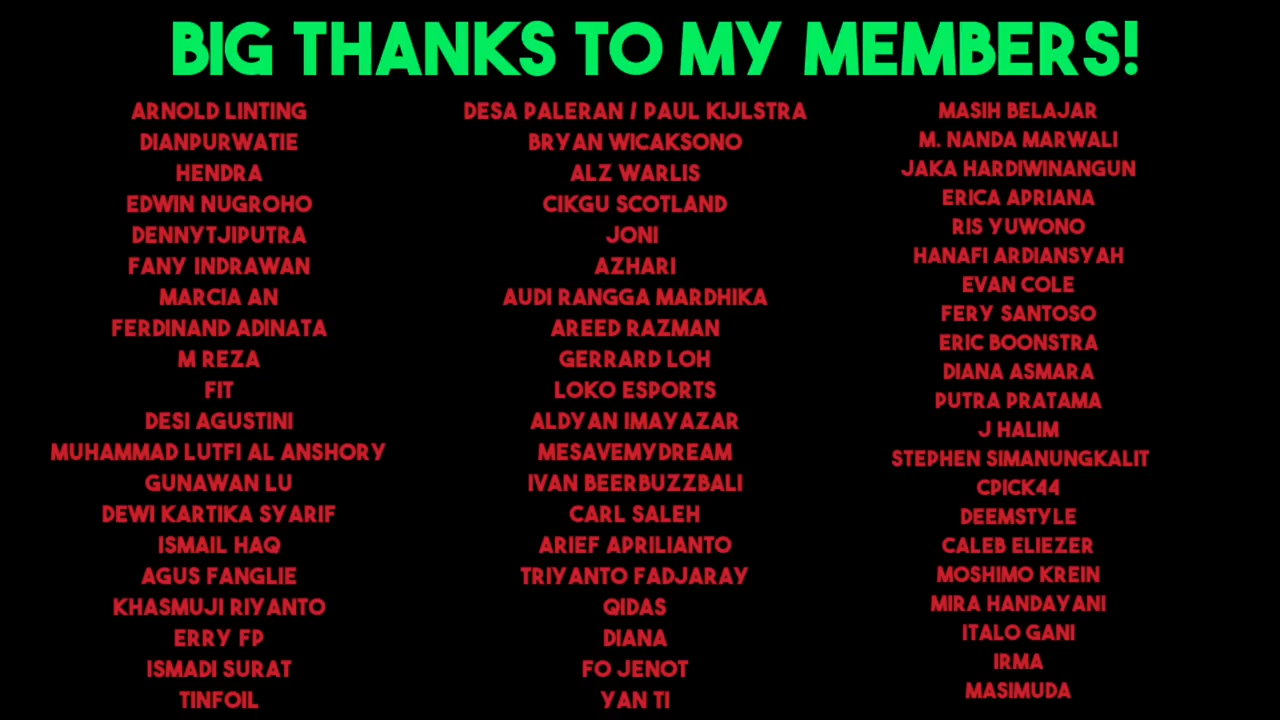 BIG THANKS TO MY MEMBERS!
ARNOLD LINTING
DIANPURWATIE
HENDRA
EDWIN NUGROHO
DENNYTJIPUTRA
FANY INDRAWAN
MARCIA AN
FERDINAND ADINATA
M REZA
FIT
DESI AGUSTINI
MUHAMMAD LUTFI AL ANSHORY
GUNAWAN LU
DEWI KARTIKA SYARIF
ISMAIL HAQ
AGUS FANGLIE
KHASMUJI RIYANTO
ERRY FP
ISMADI SURAT
TINFOIL
DESA PALERAN / PAUL KIJLSTRA
BRYAN WICAKSONO
ALZ WARLIS
CIKGU SCOTLAND
JONI
AZHARI
AUDI RANGGA MARDHIKA
AREED RAZMAN
GERRARD LOH
LOKO ESPORTS
ALDYAN IMAYAZAR
MESAVEMYDREAM
IVAN BEERBUZZBALI
CARL SALEH
ARIEF APRILIANTO
TRIYANTO FADJARAY
QIDAS
DIANA
FO JENOT
YAN TI
MASIH BELAJAR
M. NANDA MARWALI
JAKA HARDIWINANGUN
ERICA APRIANA
RIS YUWONO
HANAFI ARDIANSYAH
EVAN COLE
FERY SANTOSO
ERIC BOONSTRA
DIANA ASMARA
PUTRA PRATAMA
J HALIM
STEPHEN SIMANUNGKALIT
CPICK44
DEEMSTYLE
CALEB ELIEZER
MOSHIMO KREIN
MIRA HANDAYANI
ITALO GANI
IRMA
MASIMUDA